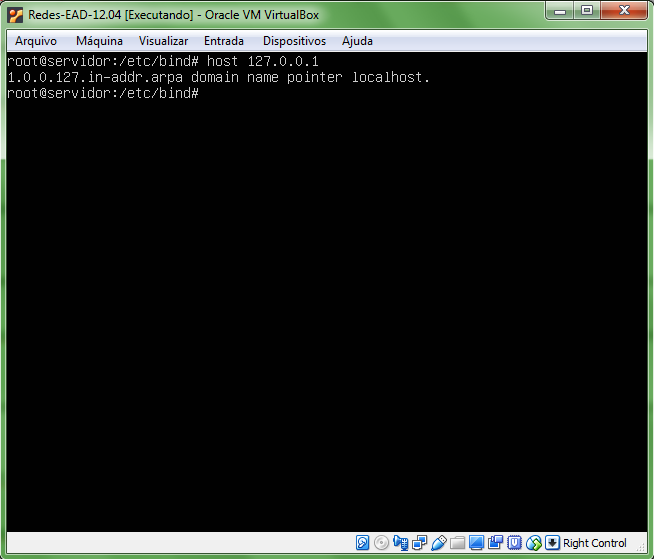 Redes-EAD-12.04 [Executando] - Oracle VM VirtualBox
Arquivo Máquina Visualizar Entrada Dispositivos Ajuda
root@servidor:/etc/bind# host 127.0.0.1
1.0.0.127.in-addr.arpa domain name pointer localhost.
root@servidor:/etc/bind#
Right Control